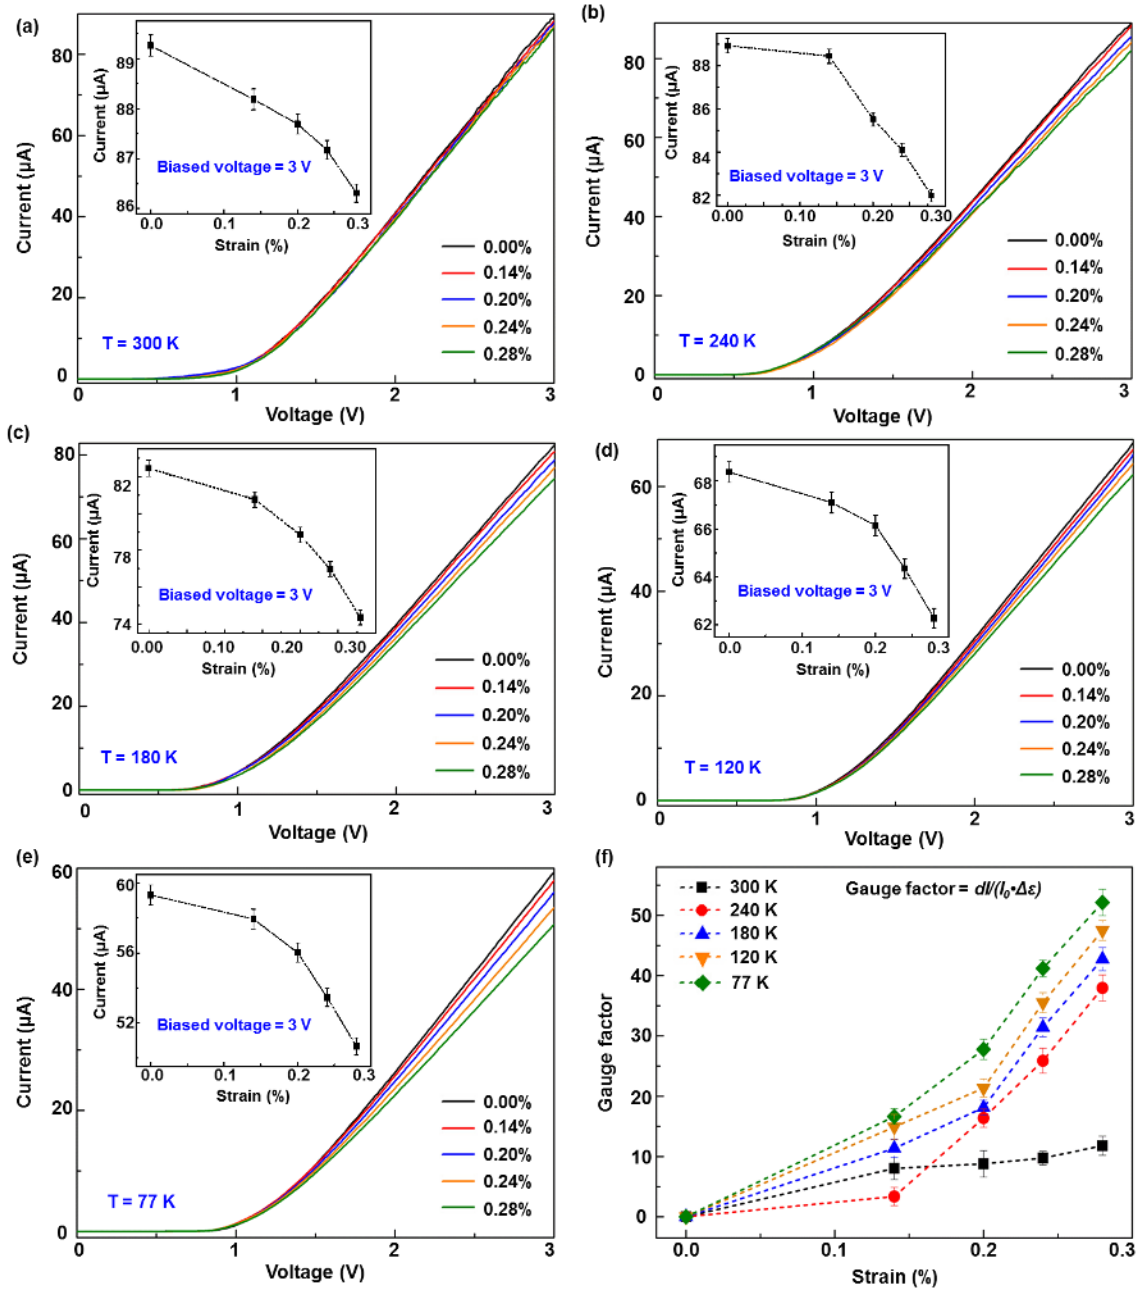 (a)
Current (μA)
80
60
40
20
0
0
1
2
3
Voltage (V)
T = 300 K
0.00%
0.14%
0.20%
0.24%
0.28%
Current (μA)
89
88
87
86
0.0
0.1
0.2
0.3
Strain (%)
Biased voltage = 3 V
(b)
Current (μA)
80
60
40
20
0
0
1
2
3
Voltage (V)
T = 240 K
0.00%
0.14%
0.20%
0.24%
0.28%
Current (μA)
88
86
84
82
0.00
0.10
0.20
0.30
Strain (%)
Biased voltage = 3 V
(c)
Current (μA)
80
60
40
20
0
0
1
2
3
Voltage (V)
T = 180 K
0.00%
0.14%
0.20%
0.24%
0.28%
Current (μA)
82
78
74
0.00
0.10
0.20
0.30
Strain (%)
Biased voltage = 3 V
(d)
Current (μA)
60
40
20
0
0
1
2
3
Voltage (V)
T = 120 K
0.00%
0.14%
0.20%
0.24%
0.28%
Current (μA)
68
66
64
62
0.0
0.1
0.2
0.3
Strain (%)
Biased voltage = 3 V
(e)
Current (μA)
60
40
20
0
0
1
2
3
Voltage (V)
T = 77 K
0.00%
0.14%
0.20%
0.24%
0.28%
Current (μA)
60
56
52
0.0
0.1
0.2
0.3
Strain (%)
Biased voltage = 3 V
(f)
Gauge factor
50
40
30
20
10
0
0.0
0.1
0.2
0.3
Strain (%)
300 K
240 K
180 K
120 K
77 K
Gauge factor = dI/(I₀•Δε)